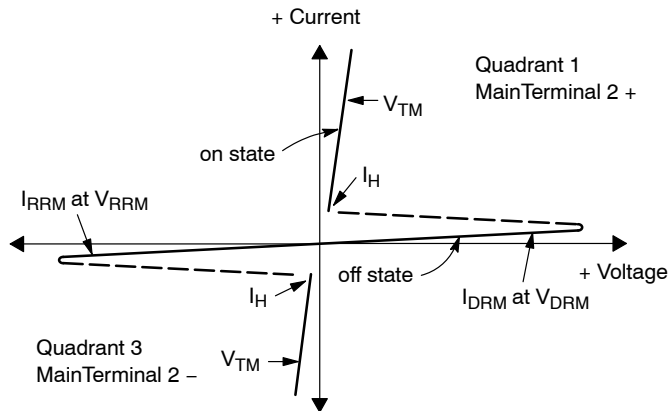 + Current
Quadrant 1
MainTerminal 2 +
VTM
on state
IH
IRRM at VRRM
off state
+ Voltage
IDRM at VDRM
IH
VTM
Quadrant 3
MainTerminal 2 −